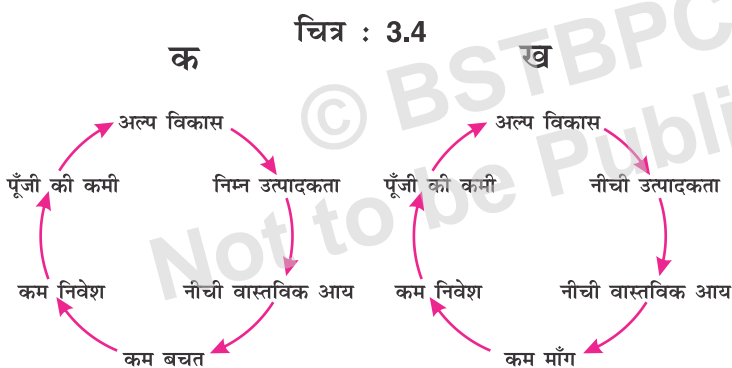 चित्र : 3.4
क ख
© BSTBPC
Not to be Publi
अल्प विकास अल्प विकास
पूँजी की कमी निम्न उत्पादकता पूँजी की कमी नीची उत्पादकता
कम निवेश नीची वास्तविक आय कम निवेश नीची वास्तविक आय
कम बचत कम माँग